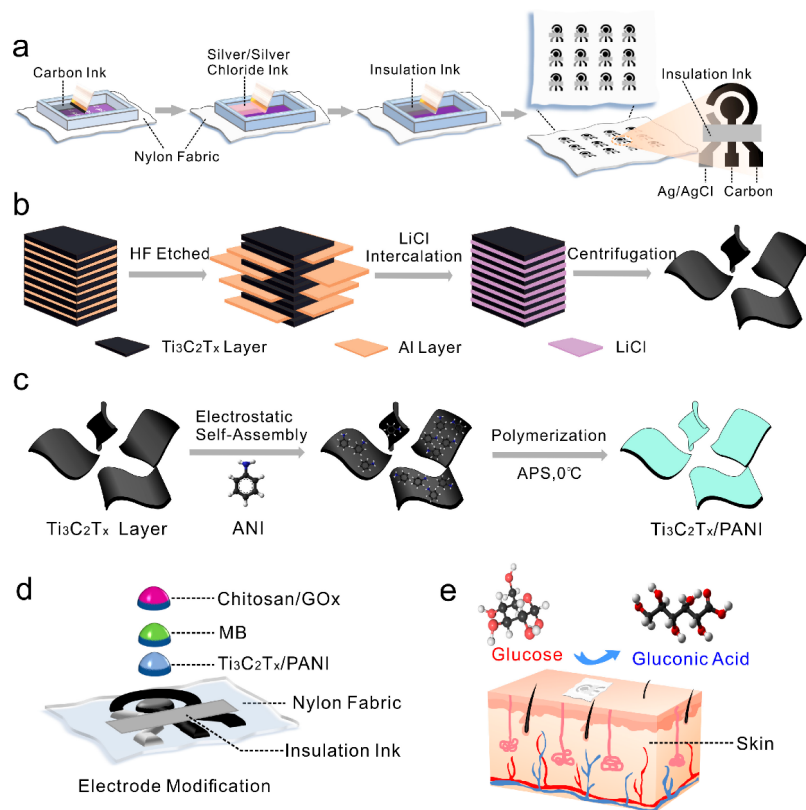 a
Carbon Ink
Silver/Silver
Chloride Ink
Insulation Ink
Nylon Fabric
Insulation Ink
Ag/AgCl
Carbon
b
HF Etched
LiCl
Intercalation
Centrifugation
Ti3C2Tx Layer
Al Layer
LiCl
c
Electrostatic
Self-Assembly
Polymerization
APS,0℃
Ti3C2Tx Layer
ANI
Ti3C2Tx/PANI
d
Chitosan/GOx
MB
Ti3C2Tx/PANI
Nylon Fabric
Insulation Ink
Electrode Modification
e
Glucose
Gluconic Acid
Skin